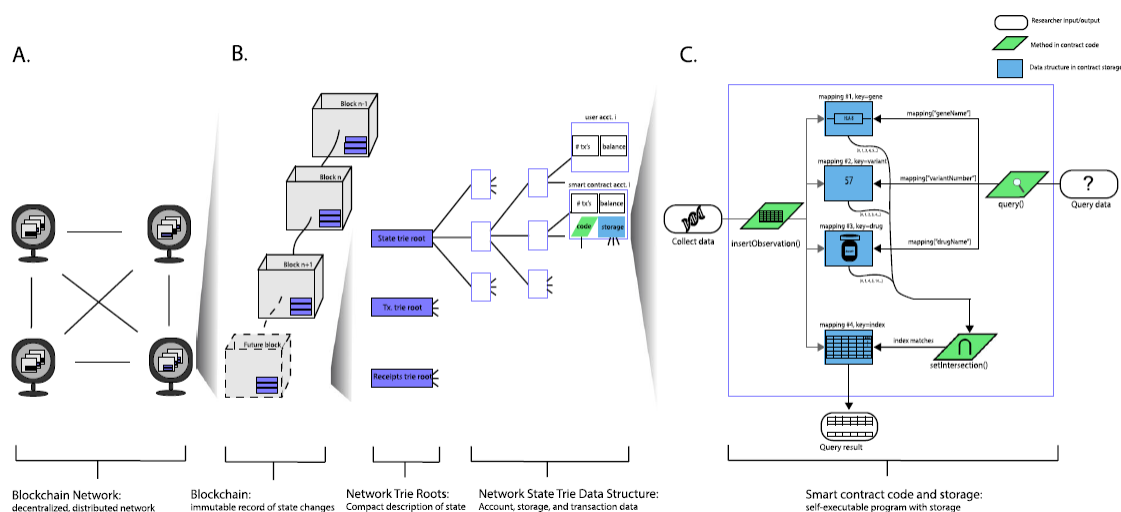 Researcher input/output
Method in contract code
Data structure in contract storage
A.
B.
C.
Block n-1
Block n
Block n+1
Future block
State trie root
Tx. trie root
Receipts trie root
user acct. i
# tx's
balance
smart contract acct. i
# tx's
balance
code
storage
mapping #1, key=gene
mapping["geneName"]
mapping #2, key=variant
57
mapping["variantNumber"]
mapping #3, key=drug
mapping["drugName"]
Collect data
insertObservation()
query()
?
Query data
mapping #4, key=index
Index matches
∩
setIntersection()
Query result
Blockchain Network:
decentralized, distributed network
Blockchain:
immutable record of state changes
Network Trie Roots:
Compact description of state
Network State Trie Data Structure:
Account, storage, and transaction data
Smart contract code and storage:
self-executable program with storage